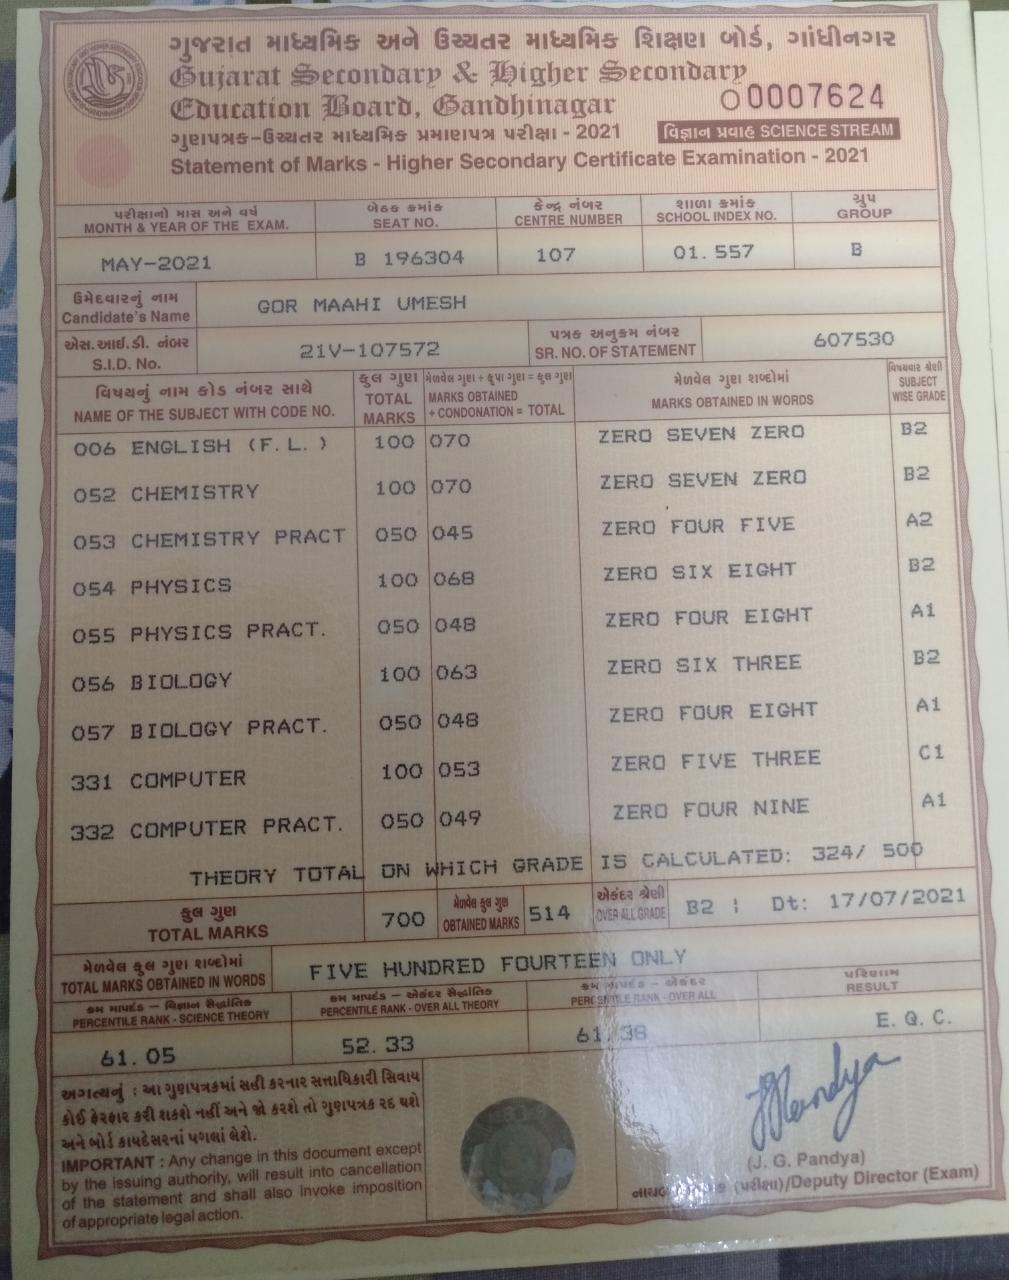 ગુજરાત માધ્યમિક અને ઉચ્ચતર માધ્યમિક શિક્ષણ બોર્ડ, ગાંધીનગર
Gujarat Secondary & Higher Secondary
Education Board, Gandhinagar
O 0007624
ગુણપત્રક-ઉચ્ચતર માધ્યમિક પ્રમાણપત્ર પરીક્ષા - 2021 વિજ્ઞાન પ્રવાહ SCIENCE STREAM
Statement of Marks - Higher Secondary Certificate Examination - 2021
પરીક્ષાનો માસ અને વર્ષ બેઠક ક્રમાંક કેન્દ્ર નંબર શાળા ક્રમાંક ગ્રુપ
MONTH & YEAR OF THE EXAM. SEAT NO. CENTRE NUMBER SCHOOL INDEX NO. GROUP
MAY-2021 B 196304 107 01.557 B
ઉમેદવારનું નામ
Candidate's Name GOR MAAHI UMESH
એસ.આઈ.ડી. નંબર
S.I.D. No. 21V-107572
પત્રક અનુક્રમ નંબર
SR. NO. OF STATEMENT 607530
વિષયનું નામ કોડ નંબર સાથે કુલ ગુણ મેળવેલ ગુણ + કૃપા ગુણ = કુલ ગુણ મેળવેલ ગુણ શબ્દોમાં વિષયવાર શ્રેણી
NAME OF THE SUBJECT WITH CODE NO. TOTAL MARKS MARKS OBTAINED + CONDONATION = TOTAL MARKS OBTAINED IN WORDS SUBJECT WISE GRADE
006 ENGLISH (F.L.) 100 070 ZERO SEVEN ZERO B2
052 CHEMISTRY 100 070 ZERO SEVEN ZERO B2
053 CHEMISTRY PRACT 050 045 ZERO FOUR FIVE A2
054 PHYSICS 100 068 ZERO SIX EIGHT B2
055 PHYSICS PRACT. 050 048 ZERO FOUR EIGHT A1
056 BIOLOGY 100 063 ZERO SIX THREE B2
057 BIOLOGY PRACT. 050 048 ZERO FOUR EIGHT A1
331 COMPUTER 100 053 ZERO FIVE THREE C1
332 COMPUTER PRACT. 050 049 ZERO FOUR NINE A1
THEORY TOTAL ON WHICH GRADE IS CALCULATED: 324/ 500
કુલ ગુણ
TOTAL MARKS 700
મેળવેલ કુલ ગુણ
OBTAINED MARKS 514
એકંદર શ્રેણી
OVER ALL GRADE B2 | Dt: 17/07/2021
મેળવેલ કુલ ગુણ શબ્દોમાં
TOTAL MARKS OBTAINED IN WORDS FIVE HUNDRED FOURTEEN ONLY
ક્રમ માપદંડ – વિજ્ઞાન સૈદ્ધાંતિક ક્રમ માપદંડ – એકંદર સૈદ્ધાંતિક ક્રમ માપદંડ – એકંદર પરિણામ
PERCENTILE RANK - SCIENCE THEORY PERCENTILE RANK - OVER ALL THEORY PERCENTILE RANK - OVER ALL RESULT
61.05 52.33 61.38 E.Q.C.
અગત્યનું : આ ગુણપત્રકમાં સહી કરનાર સત્તાધિકારી સિવાય
કોઈ ફેરફાર કરી શકશે નહીં અને જો કરશે તો ગુણપત્રક રદ થશે
અને બોર્ડ કાયદેસરનાં પગલાં લેશે.
IMPORTANT : Any change in this document except
by the issuing authority, will result into cancellation
of the statement and shall also invoke imposition
of appropriate legal action.
(J. G. Pandya)
(પરીક્ષા)/Deputy Director (Exam)